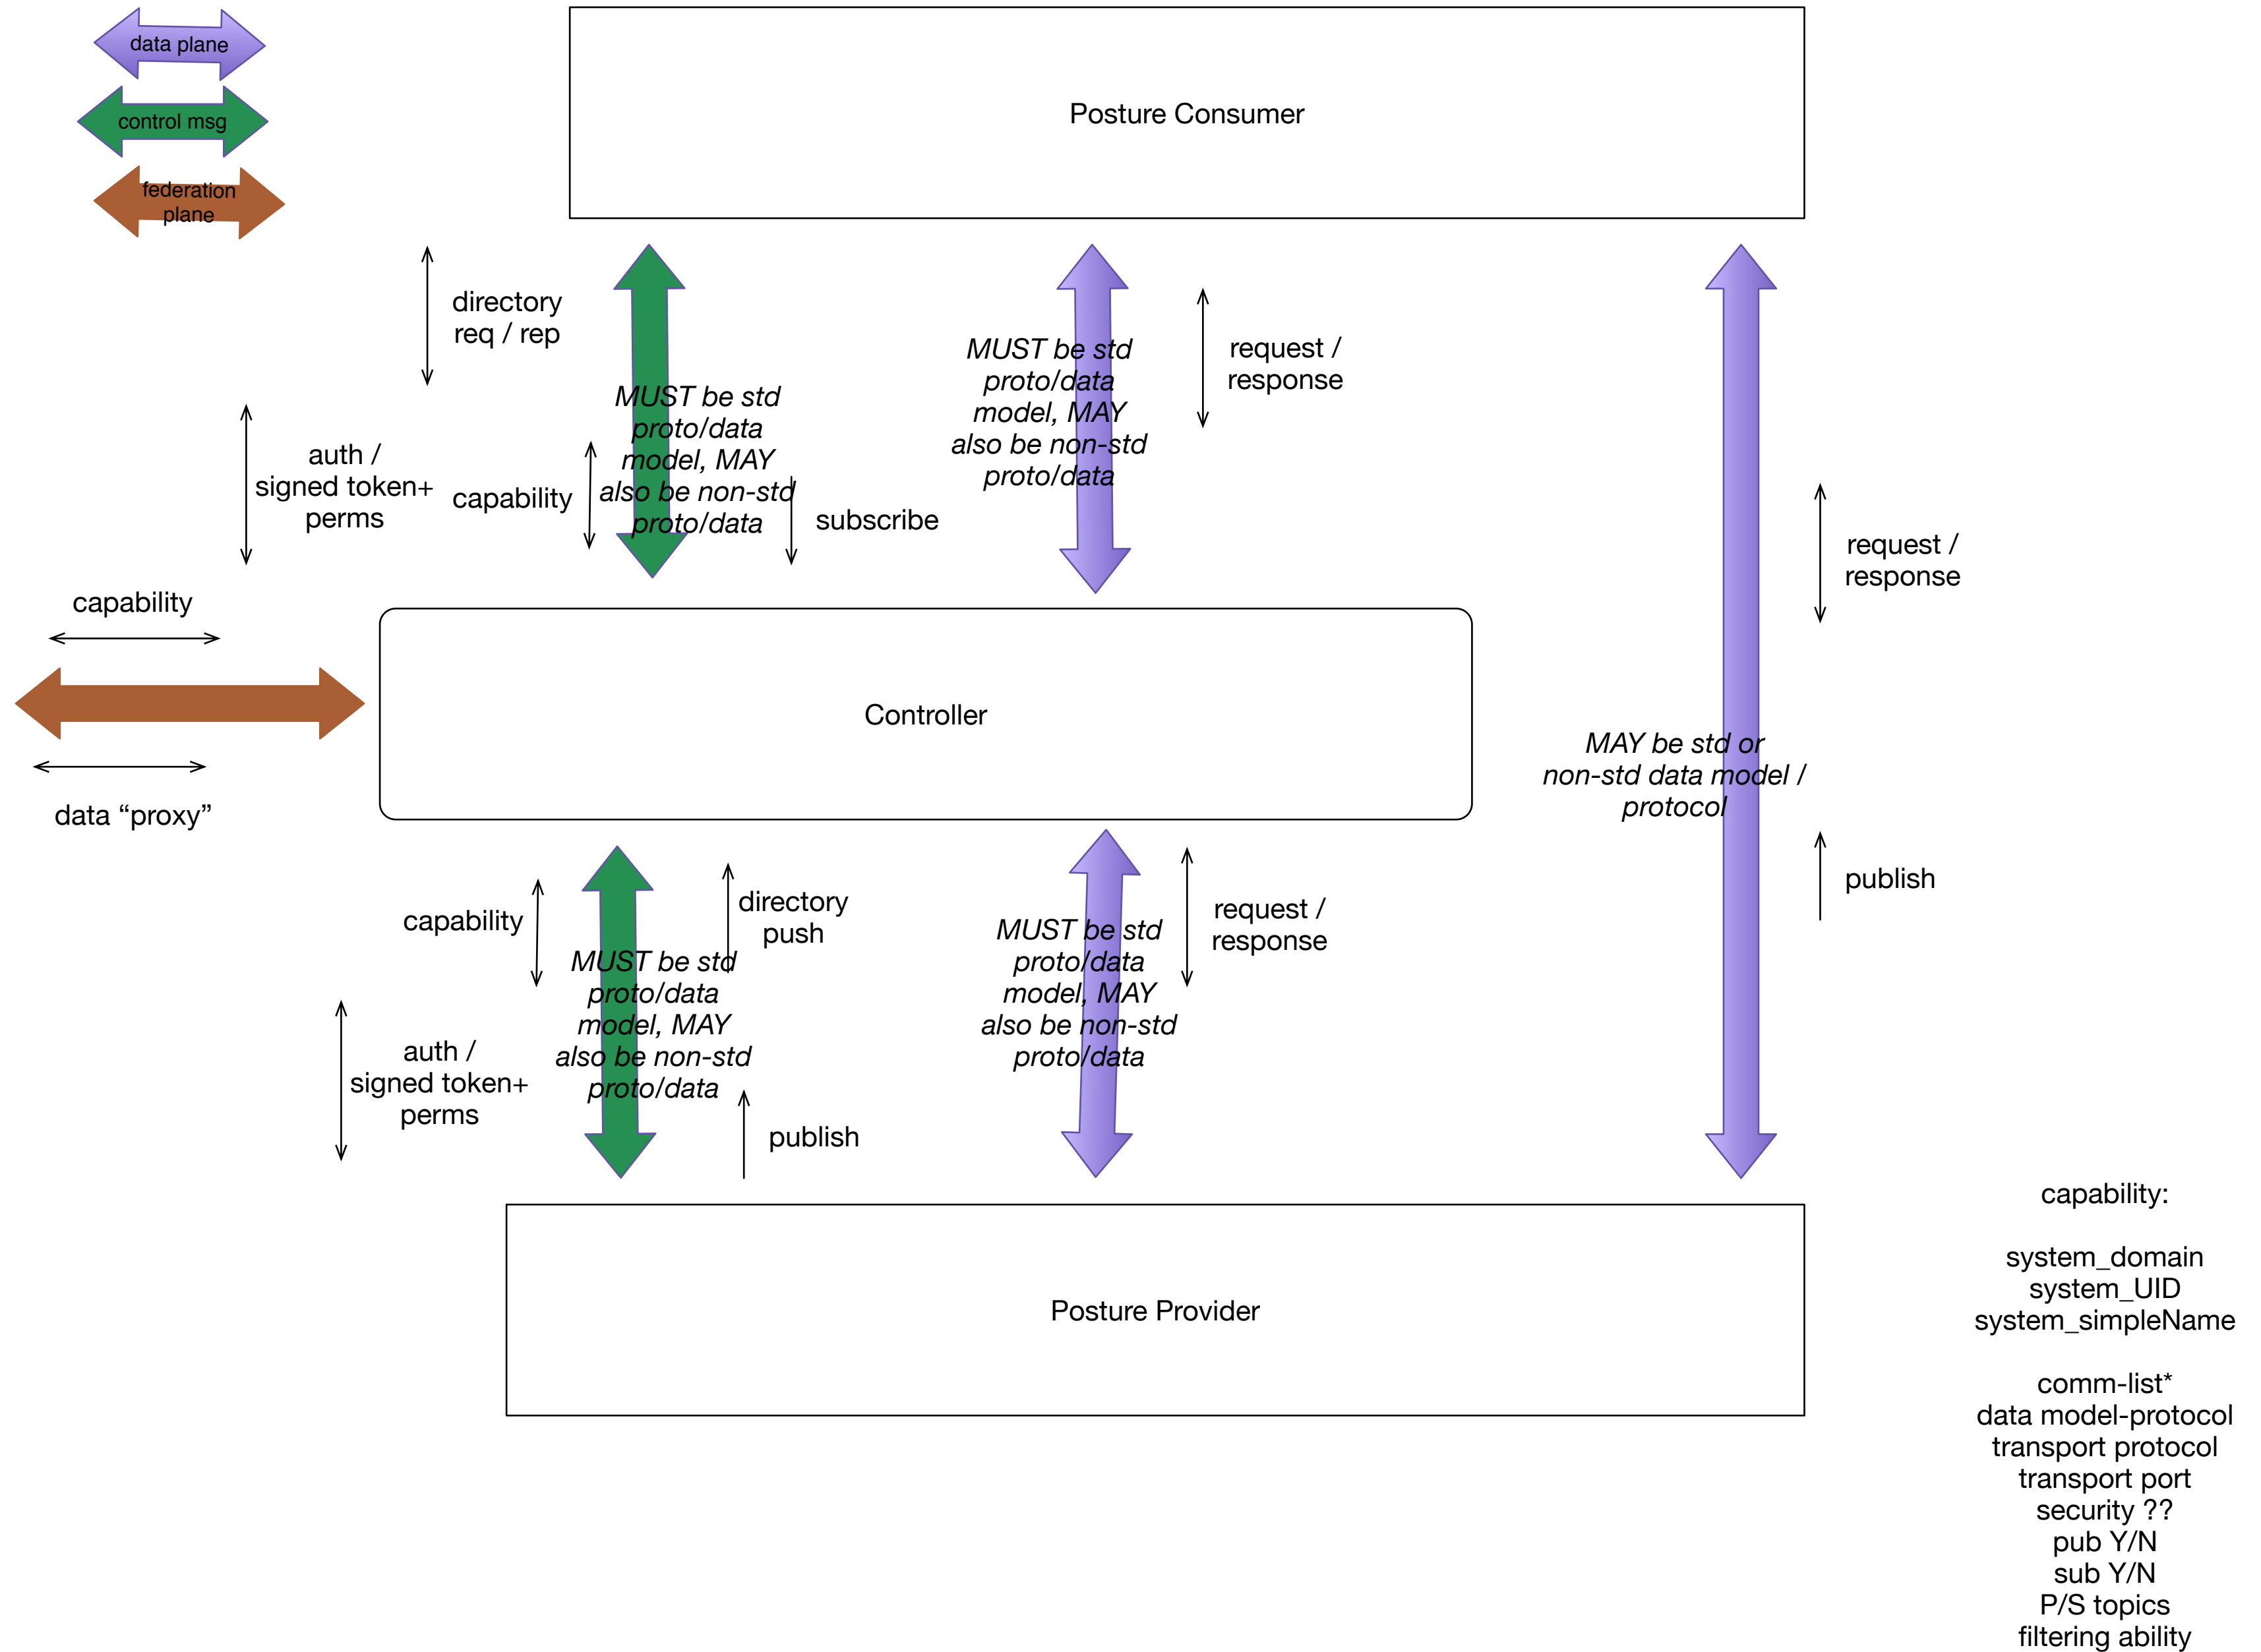 data plane
control msg
federation
plane
Posture Consumer
directory
req / rep
MUST be std
proto/data
model, MAY
also be non-std
proto/data
request /
response
MUST be std
proto/data
model, MAY
also be non-std
proto/data
auth /
signed token+
perms
capability
subscribe
request /
response
capability
Controller
data “proxy”
MAY be std or
non-std data model /
protocol
publish
capability
directory
push
request /
response
MUST be std
proto/data
model, MAY
also be non-std
proto/data
MUST be std
proto/data
model, MAY
also be non-std
proto/data
auth /
signed token+
perms
publish
Posture Provider
capability:
system_domain
system_UID
system_simpleName
comm-list*
data model-protocol
transport protocol
transport port
security ??
pub Y/N
sub Y/N
P/S topics
filtering ability